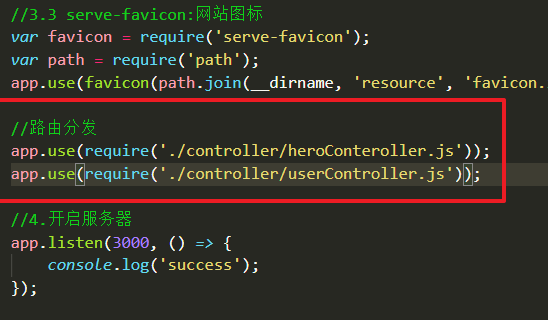 //3.3 serve-favicon:网站图标
var favicon = require('serve-favicon');
var path = require('path');
app.use(favicon(path.join(__dirname, 'resource', 'favicon.
//路由分发
app.use(require('./controller/heroConteroller.js'));
app.use(require('./controller/userController.js'));
//4.开启服务器
app.listen(3000, () => {
console.log('success');
});